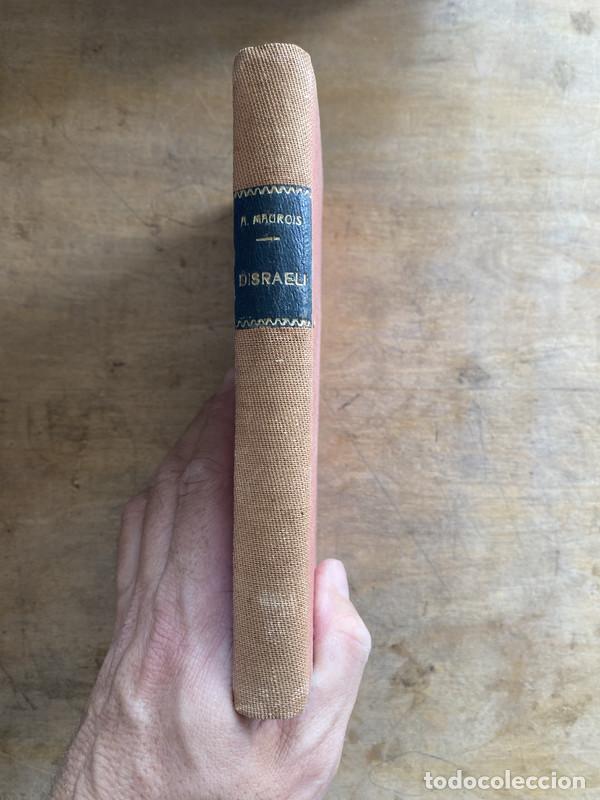 A. MAUROIS
DISRAELI
todocoleccion